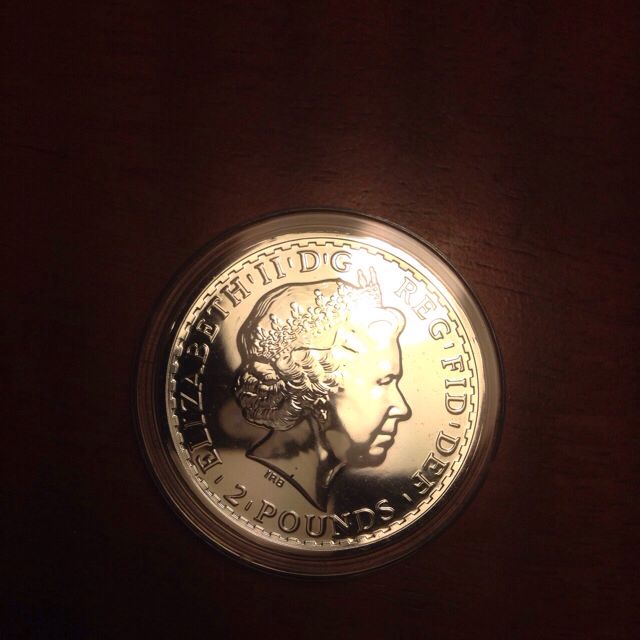 ELIZABETH·II·D·G REG·FID·DEF
·2·POUNDS·
IRB